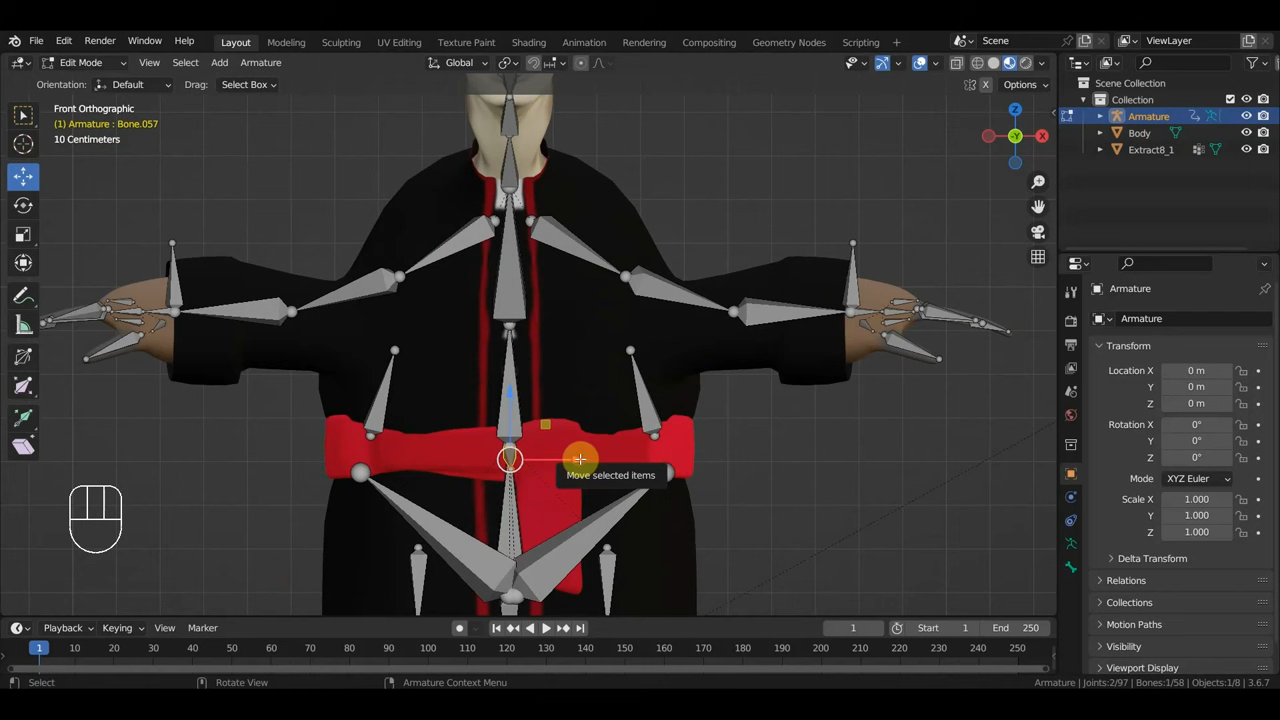 File Edit Render Window Help Layout Modeling Sculpting UV Editing Texture Paint Shading Animation Rendering Compositing Geometry Nodes Scripting + Scene ViewLayer
Edit Mode View Select Add Armature Global Options
Orientation: Default Drag: Select Box X Options
Front Orthographic
(1) Armature : Bone.057
10 Centimeters
Z
X
Y
Move selected items
Scene Collection
Collection
Armature
Body
Extract8_1
Armature
Armature
Transform
Location X 0 m
Y 0 m
Z 0 m
Rotation X 0°
Y 0°
Z 0°
Mode XYZ Euler
Scale X 1.000
Y 1.000
Z 1.000
Delta Transform
Relations
Collections
Motion Paths
Visibility
Viewport Display
Playback Keying View Marker 1 Start 1 End 250
1 10 20 30 40 50 60 70 80 90 100 110 120 130 140 150 160 170 180 190 200 210 220 230 240 250
Select Rotate View Armature Context Menu Armature | Joints:2/97 | Bones:1/58 | Objects:1/8 | 3.6.7